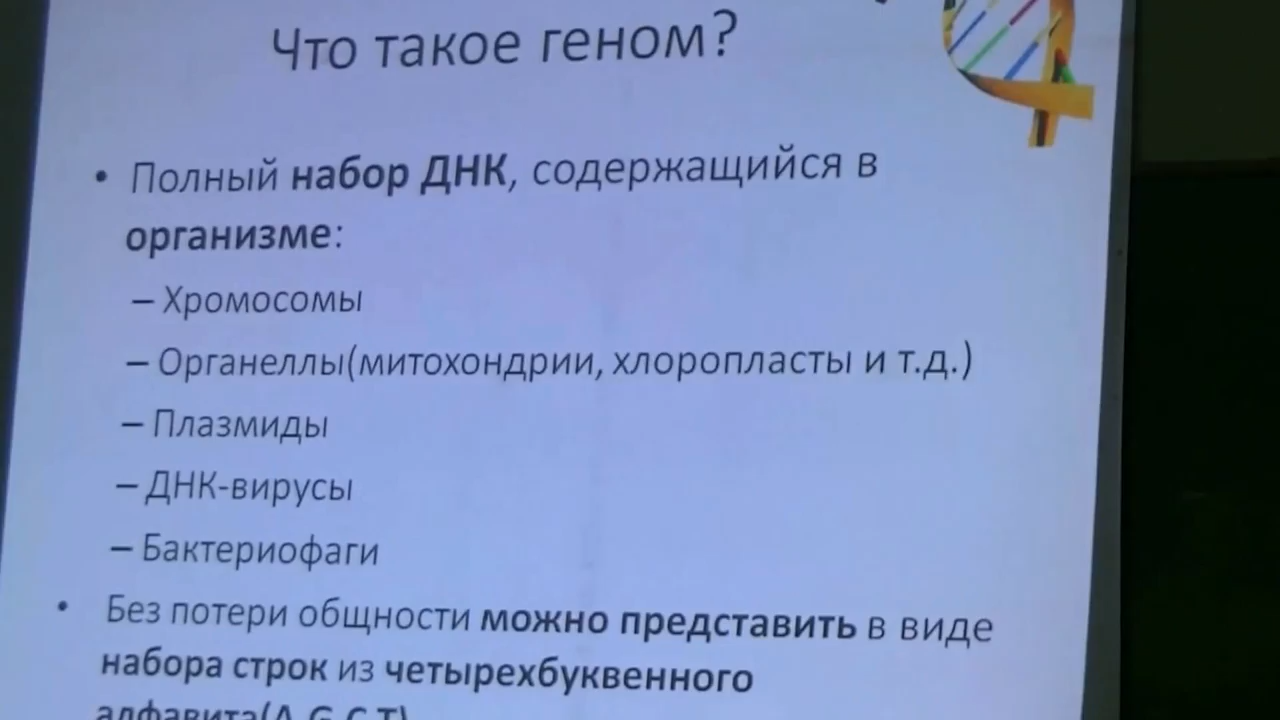 Что такое геном?
• Полный набор ДНК, содержащийся в
организме:
– Хромосомы
– Органеллы(митохондрии, хлоропласты и т.д.)
– Плазмиды
– ДНК-вирусы
– Бактериофаги
• Без потери общности можно представить в виде
набора строк из четырехбуквенного
алфавита(A,G,C,T)